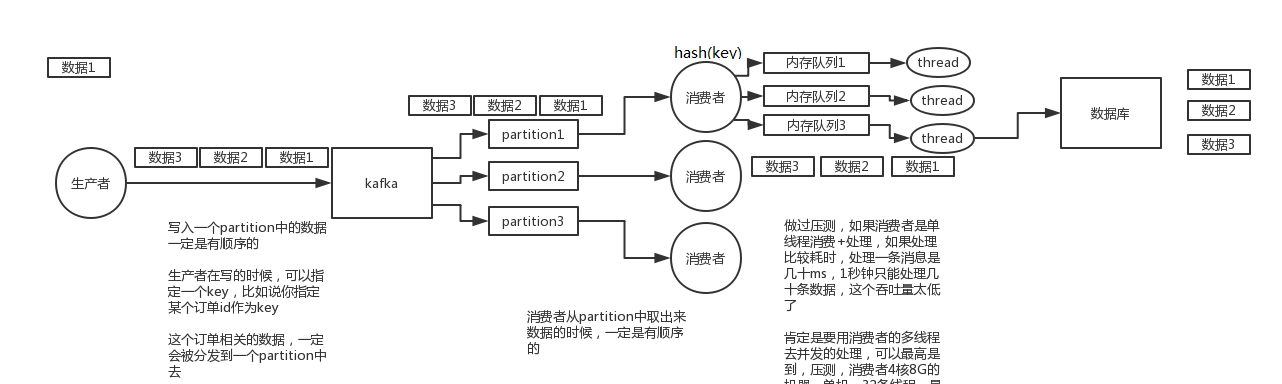 hash(key)
数据1
内存队列1
thread
消费者
数据1
数据3
数据2
数据1
内存队列2
thread
数据库
数据2
partition1
内存队列3
thread
数据3
数据3
数据2
数据1
数据3
数据2
数据1
生产者
kafka
partition2
消费者
partition3
写入一个partition中的数据
一定是有顺序的
生产者在写的时候，可以指
定一个key，比如说你指定
某个订单id作为key
这个订单相关的数据，一定
会被分发到一个partition中
去
消费者
消费者从partition中取出来
数据的时候，一定是有顺序
的
做过压测，如果消费者是单
线程消费+处理，如果处理
比较耗时，处理一条消息是
几十ms，1秒钟只能处理几
十条数据，这个吞吐量太低
了
肯定是要用消费者的多线程
去并发的处理，可以最高是
到，压测，消费者4核8G的
机器，单机，32条线程，最